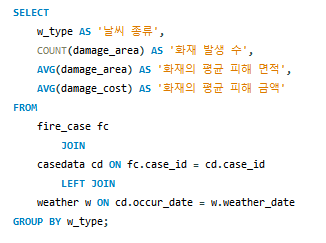 SELECT
w_type AS '날씨 종류',
COUNT(damage_area) AS '화재 발생 수',
AVG(damage_area) AS '화재의 평균 피해 면적',
AVG(damage_cost) AS '화재의 평균 피해 금액'
FROM
fire_case fc
JOIN
casedata cd ON fc.case_id = cd.case_id
LEFT JOIN
weather w ON cd.occur_date = w.weather_date
GROUP BY w_type;